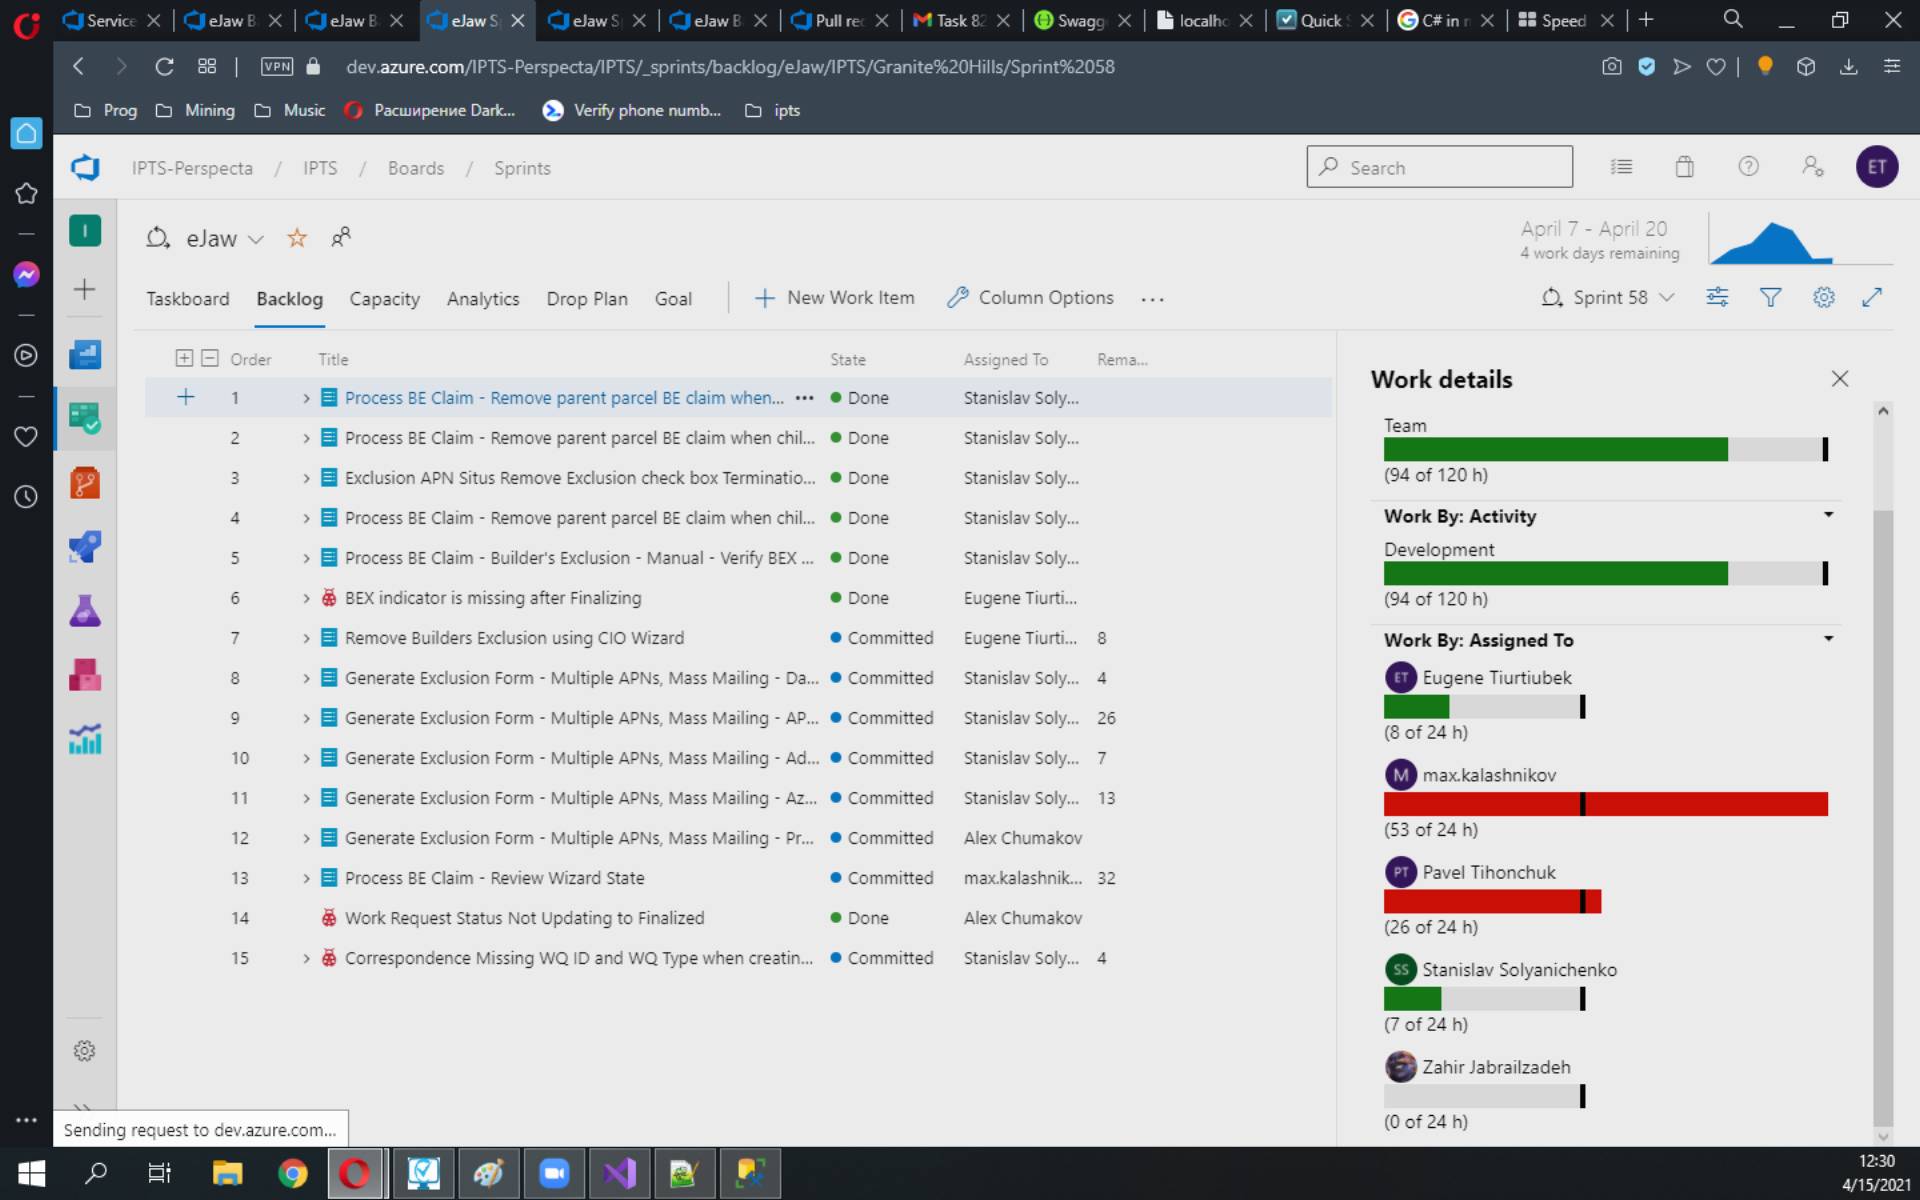 Service
eJaw B
eJaw B
eJaw S
eJaw S
eJaw B
Pull rec
Task 82
Swagg
localho
Quick S
C# in r
Speed
VPN
dev.azure.com/IPTS-Perspecta/IPTS/_sprints/backlog/eJaw/IPTS/Granite%20Hills/Sprint%2058
Prog
Mining
Music
Расширение Dark...
Verify phone numb...
ipts
IPTS-Perspecta / IPTS / Boards / Sprints
Search
ET
I
eJaw
April 7 - April 20
4 work days remaining
Taskboard
Backlog
Capacity
Analytics
Drop Plan
Goal
New Work Item
Column Options
Sprint 58
Order Title State Assigned To Rema...
1 Process BE Claim - Remove parent parcel BE claim when... Done Stanislav Soly...
2 Process BE Claim - Remove parent parcel BE claim when chil... Done Stanislav Soly...
3 Exclusion APN Situs Remove Exclusion check box Terminatio... Done Stanislav Soly...
4 Process BE Claim - Remove parent parcel BE claim when chil... Done Stanislav Soly...
5 Process BE Claim - Builder's Exclusion - Manual - Verify BEX ... Done Stanislav Soly...
6 BEX indicator is missing after Finalizing Done Eugene Tiurti...
7 Remove Builders Exclusion using CIO Wizard Committed Eugene Tiurti... 8
8 Generate Exclusion Form - Multiple APNs, Mass Mailing - Da... Committed Stanislav Soly... 4
9 Generate Exclusion Form - Multiple APNs, Mass Mailing - AP... Committed Stanislav Soly... 26
10 Generate Exclusion Form - Multiple APNs, Mass Mailing - Ad... Committed Stanislav Soly... 7
11 Generate Exclusion Form - Multiple APNs, Mass Mailing - Az... Committed Stanislav Soly... 13
12 Generate Exclusion Form - Multiple APNs, Mass Mailing - Pr... Committed Alex Chumakov
13 Process BE Claim - Review Wizard State Committed max.kalashnik... 32
14 Work Request Status Not Updating to Finalized Done Alex Chumakov
15 Correspondence Missing WQ ID and WQ Type when creatin... Committed Stanislav Soly... 4
Work details
Team
(94 of 120 h)
Work By: Activity
Development
(94 of 120 h)
Work By: Assigned To
ET Eugene Tiurtiubek
(8 of 24 h)
M max.kalashnikov
(53 of 24 h)
PT Pavel Tihonchuk
(26 of 24 h)
SS Stanislav Solyanichenko
(7 of 24 h)
Zahir Jabrailzadeh
(0 of 24 h)
Sending request to dev.azure.com...
12:30
4/15/2021